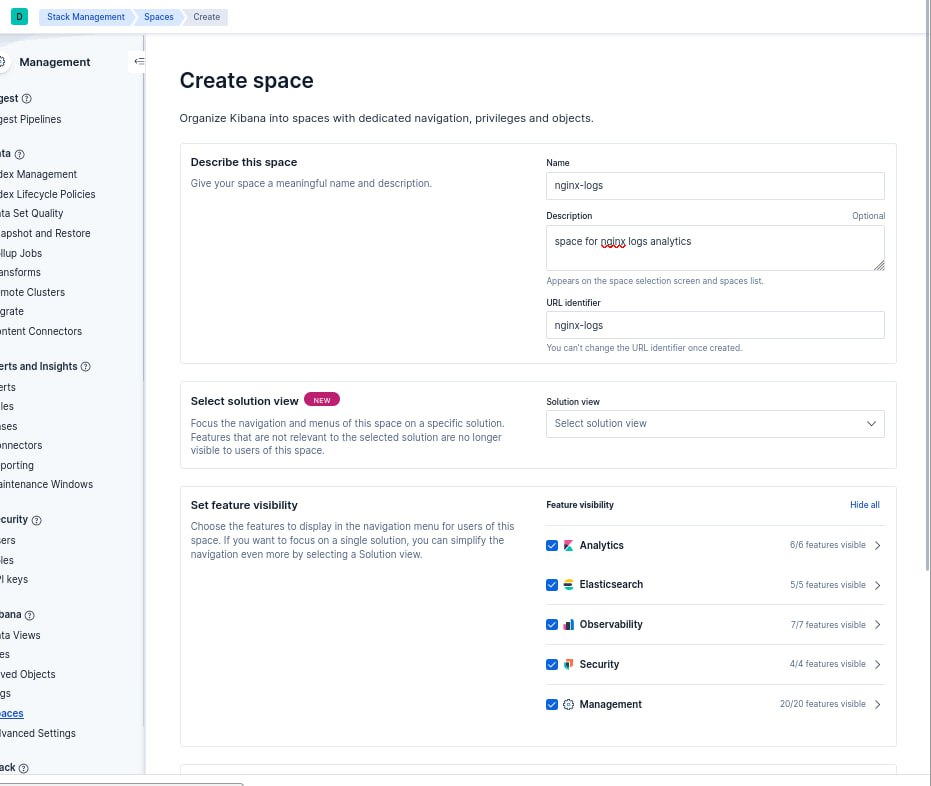 D Stack Management Spaces Create
Management
gest
gest Pipelines
ta
dex Management
dex Lifecycle Policies
ta Set Quality
apshot and Restore
llup Jobs
ansforms
mote Clusters
grate
ontent Connectors
erts and Insights
erts
les
ases
onnectors
porting
aintenance Windows
ecurity
sers
les
PI keys
bana
ta Views
es
ved Objects
gs
paces
dvanced Settings
ack
Create space
Organize Kibana into spaces with dedicated navigation, privileges and objects.
Describe this space
Give your space a meaningful name and description.
Name
nginx-logs
Description Optional
space for nginx logs analytics
Appears on the space selection screen and spaces list.
URL identifier
nginx-logs
You can't change the URL identifier once created.
Select solution view NEW
Focus the navigation and menus of this space on a specific solution.
Features that are not relevant to the selected solution are no longer
visible to users of this space.
Solution view
Select solution view
Set feature visibility
Choose the features to display in the navigation menu for users of this
space. If you want to focus on a single solution, you can simplify the
navigation even more by selecting a Solution view.
Feature visibility Hide all
Analytics 6/6 features visible
Elasticsearch 5/5 features visible
Observability 7/7 features visible
Security 4/4 features visible
Management 20/20 features visible